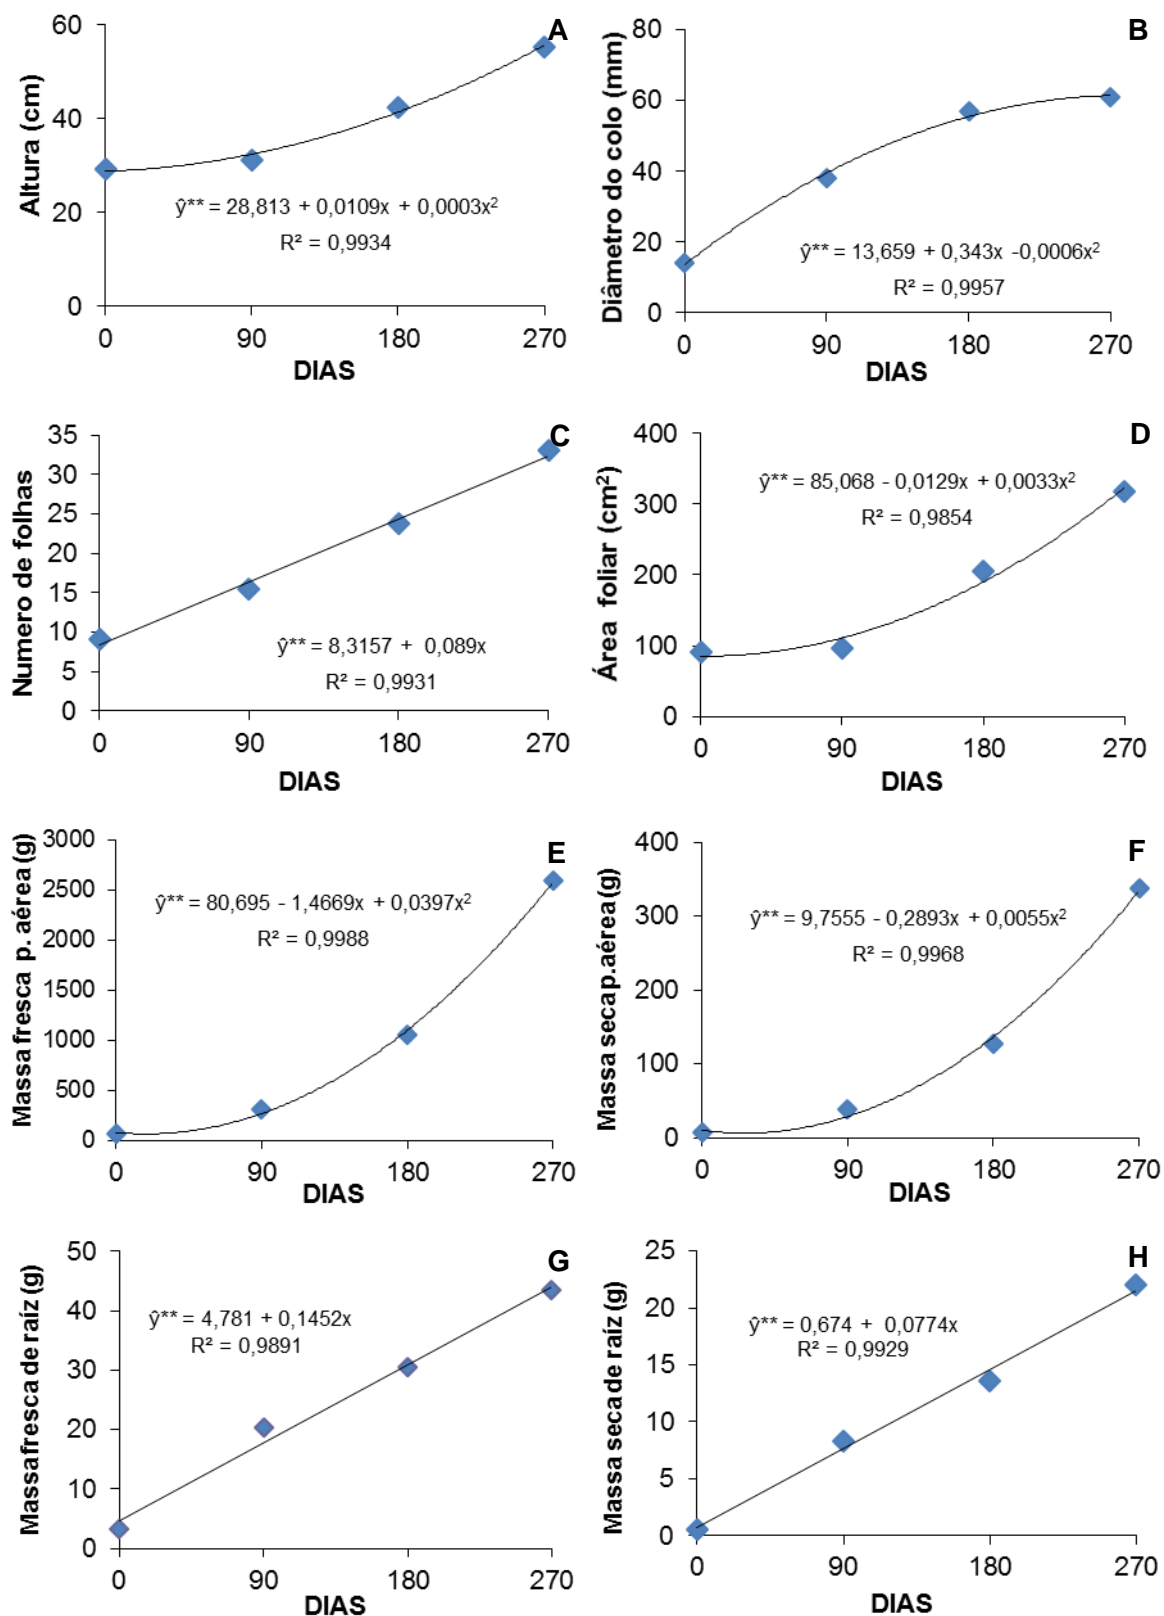 A
Altura (cm)
60
40
20
0
ŷ** = 28,813 + 0,0109x + 0,0003x²
R² = 0,9934
0 90 180 270
DIAS
B
Diâmetro do colo (mm)
80
60
40
20
0
ŷ** = 13,659 + 0,343x -0,0006x²
R² = 0,9957
0 90 180 270
DIAS
C
Numero de folhas
35
30
25
20
15
10
5
0
ŷ** = 8,3157 + 0,089x
R² = 0,9931
0 90 180 270
DIAS
D
Área foliar (cm²)
400
300
200
100
0
ŷ** = 85,068 - 0,0129x + 0,0033x²
R² = 0,9854
0 90 180 270
DIAS
E
Massa fresca p. aérea (g)
3000
2500
2000
1500
1000
500
0
ŷ** = 80,695 - 1,4669x + 0,0397x²
R² = 0,9988
0 90 180 270
DIAS
F
Massa seca p. aérea (g)
400
300
200
100
0
ŷ** = 9,7555 - 0,2893x + 0,0055x²
R² = 0,9968
0 90 180 270
DIAS
G
Massa fresca de raíz (g)
50
40
30
20
10
0
ŷ** = 4,781 + 0,1452x
R² = 0,9891
0 90 180 270
DIAS
H
Massa seca de raíz (g)
25
20
15
10
5
0
ŷ** = 0,674 + 0,0774x
R² = 0,9929
0 90 180 270
DIAS